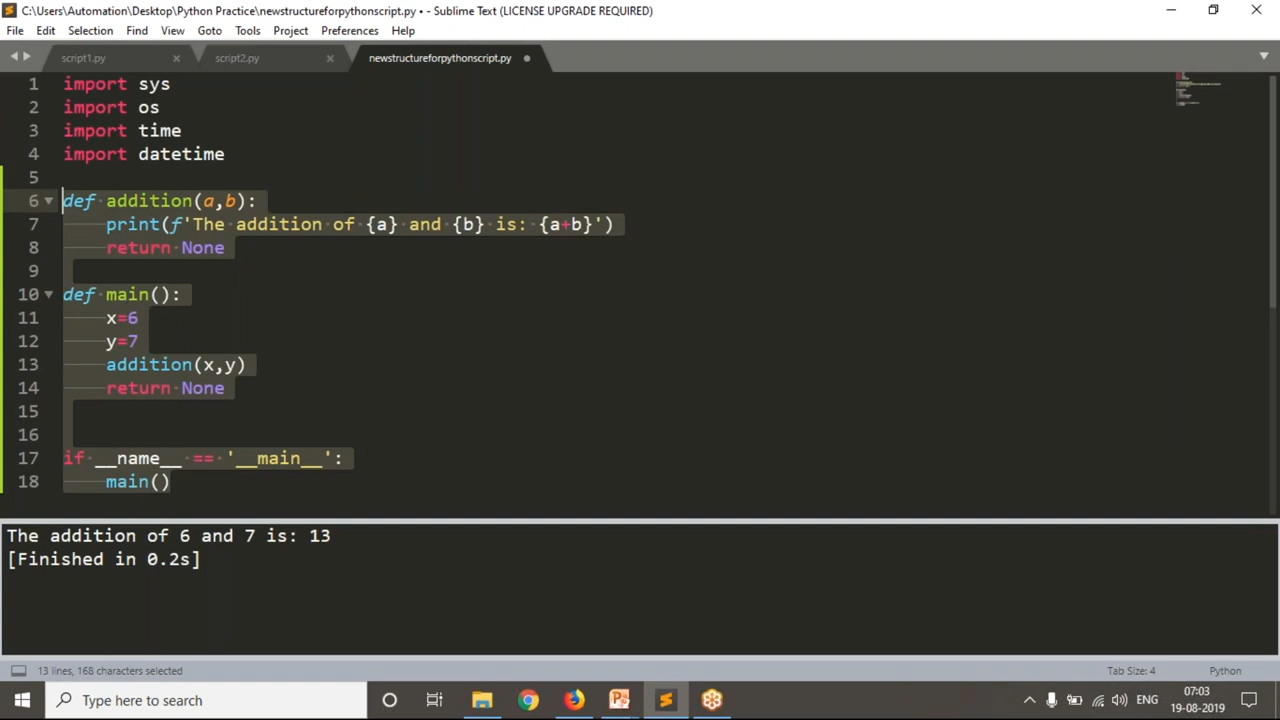 C:\Users\Automation\Desktop\Python Practice\newstructureforpythonscript.py • - Sublime Text (LICENSE UPGRADE REQUIRED)
File Edit Selection Find View Goto Tools Project Preferences Help
script1.py script2.py newstructureforpythonscript.py
1 import sys
2 import os
3 import time
4 import datetime
5
6 def addition(a,b):
7 print(f'The addition of {a} and {b} is: {a+b}')
8 return None
9
10 def main():
11 x=6
12 y=7
13 addition(x,y)
14 return None
15
16
17 if __name__ == '__main__':
18 main()
The addition of 6 and 7 is: 13
[Finished in 0.2s]
13 lines, 168 characters selected Tab Size: 4 Python
Type here to search ENG 07:03
19-08-2019